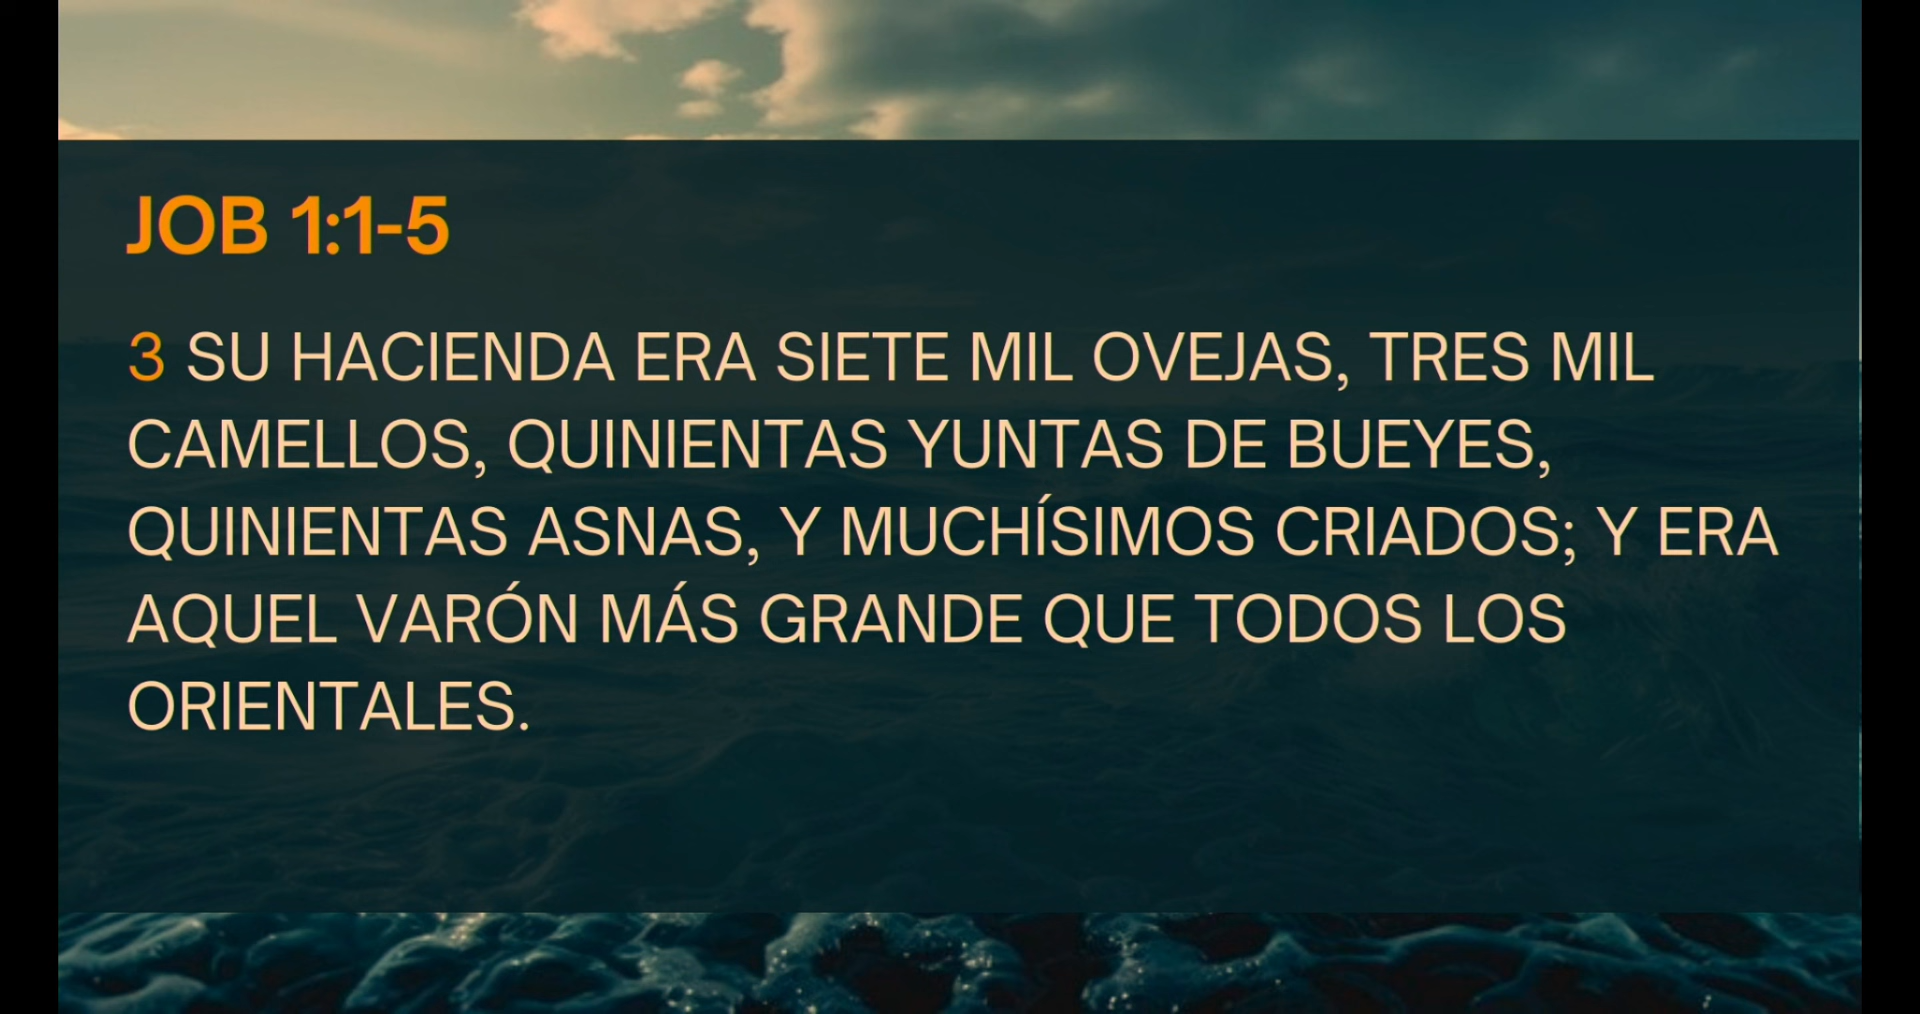 JOB 1:1-5
3 SU HACIENDA ERA SIETE MIL OVEJAS, TRES MIL
CAMELLOS, QUINIENTAS YUNTAS DE BUEYES,
QUINIENTAS ASNAS, Y MUCHÍSIMOS CRIADOS; Y ERA
AQUEL VARÓN MÁS GRANDE QUE TODOS LOS
ORIENTALES.